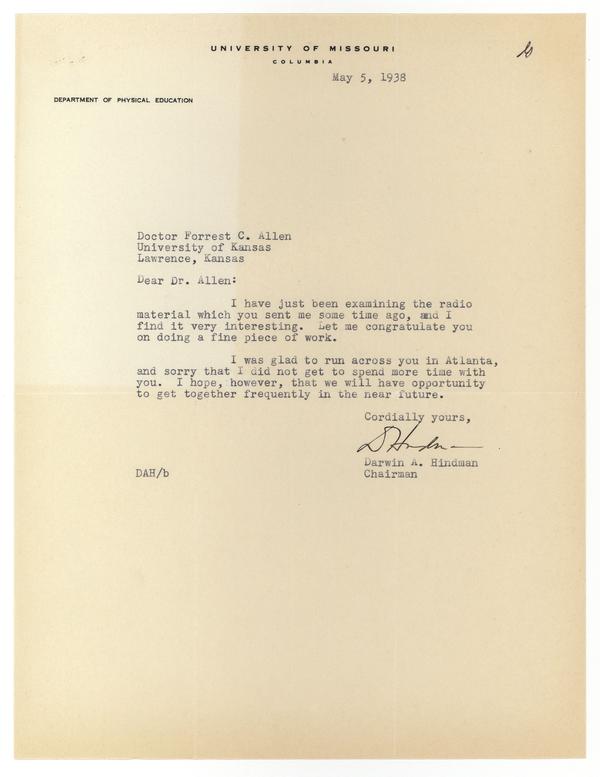 UNIVERSITY OF MISSOURI
COLUMBIA
May 5, 1938
DEPARTMENT OF PHYSICAL EDUCATION
Doctor Forrest C. Allen
University of Kansas
Lawrence, Kansas
Dear Dr. Allen:
I have just been examining the radio
material which you sent me some time ago, and I
find it very interesting. Let me congratulate you
on doing a fine piece of work.
I was glad to run across you in Atlanta,
and sorry that I did not get to spend more time with
you. I hope, however, that we will have opportunity
to get together frequently in the near future.
Cordially yours,
D Hindman
Darwin A. Hindman
DAH/b
Chairman